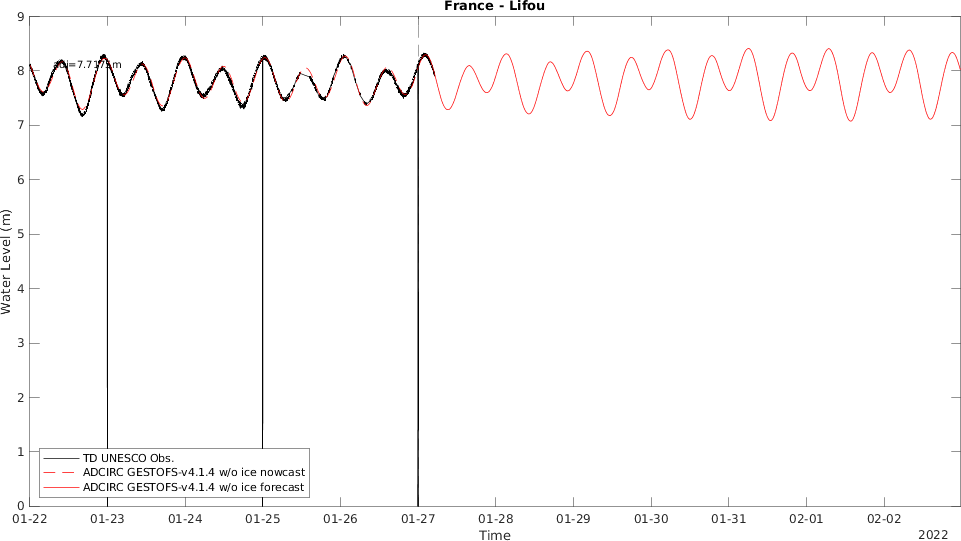 France - Lifou
9
8
7
6
5
4
3
2
1
0
Water Level (m)
TD UNESCO Obs.
ADCIRC GESTOFS-v4.1.4 w/o ice nowcast
ADCIRC GESTOFS-v4.1.4 w/o ice forecast
01-22 01-23 01-24 01-25 01-26 01-27 01-28 01-29 01-30 01-31 02-01 02-02
Time
2022